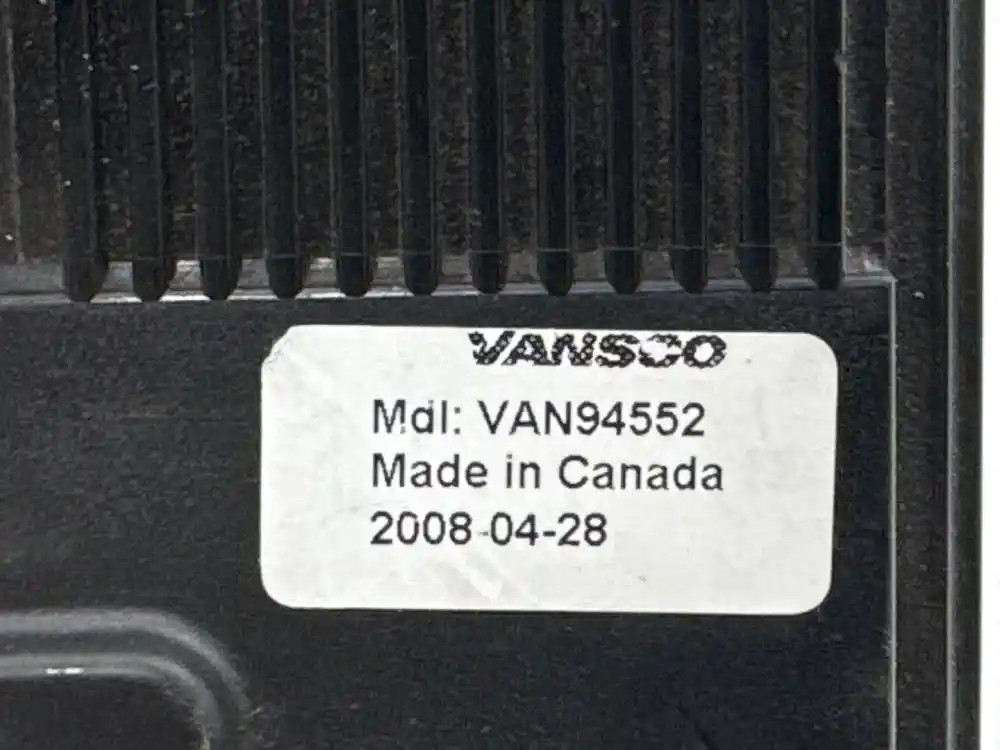 VANSCO
Mdl: VAN94552
Made in Canada
2008-04-28